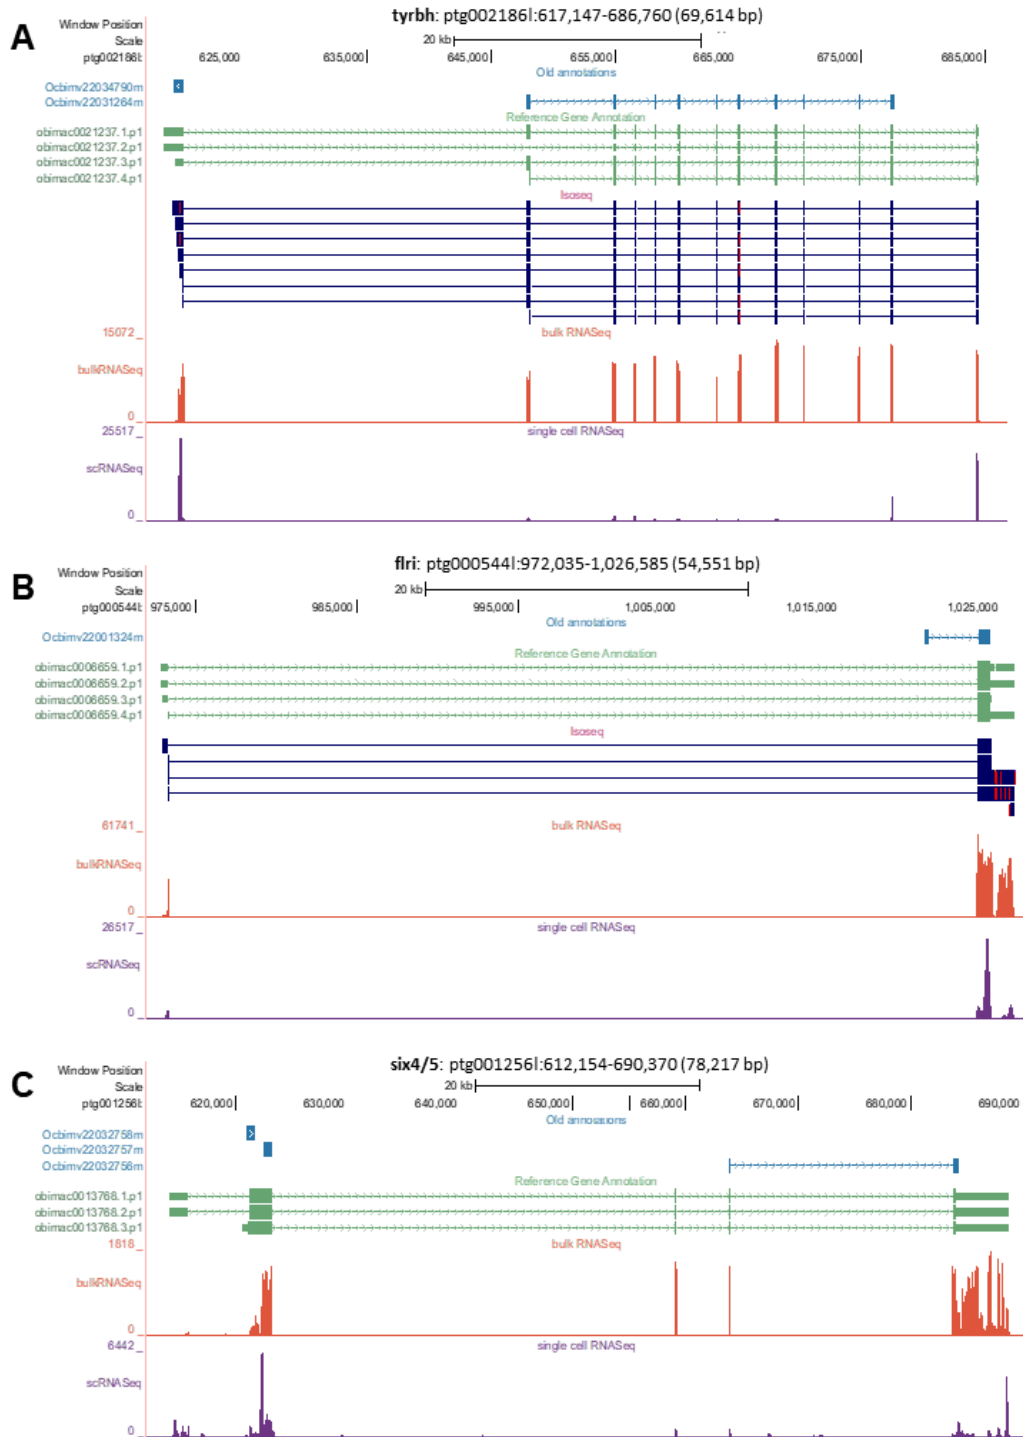 A
tyrbh: ptg002186l:617,147-686,760 (69,614 bp)
Window Position
Scale
20 kb
ptg002186l:
625,000
635,000
645,000
655,000
665,000
675,000
685,000
Old annotations
Ocbimv22034790m
Ocbimv22031264m
Reference Gene Annotation
obimac0021237.1.p1
obimac0021237.2.p1
obimac0021237.3.p1
obimac0021237.4.p1
Isoseq
15072
bulk RNASeq
bulkRNASeq
0
25517
single cell RNASeq
scRNASeq
0
B
flri: ptg000544l:972,035-1,026,585 (54,551 bp)
Window Position
Scale
20 kb
ptg000544l:
975,000
985,000
995,000
1,005,000
1,015,000
1,025,000
Old annotations
Ocbimv22001324m
Reference Gene Annotation
obimac0006659.1.p1
obimac0006659.2.p1
obimac0006659.3.p1
obimac0006659.4.p1
Isoseq
61741
bulk RNASeq
bulkRNASeq
0
26517
single cell RNASeq
scRNASeq
0
C
six4/5: ptg001256l:612,154-690,370 (78,217 bp)
Window Position
Scale
20 kb
ptg001256l:
620,000
630,000
640,000
650,000
660,000
670,000
680,000
690,000
Old annotations
Ocbimv22032758m
Ocbimv22032757m
Ocbimv22032756m
Reference Gene Annotation
obimac0013768.1.p1
obimac0013768.2.p1
obimac0013768.3.p1
1818
bulk RNASeq
bulkRNASeq
0
6442
single cell RNASeq
scRNASeq
0